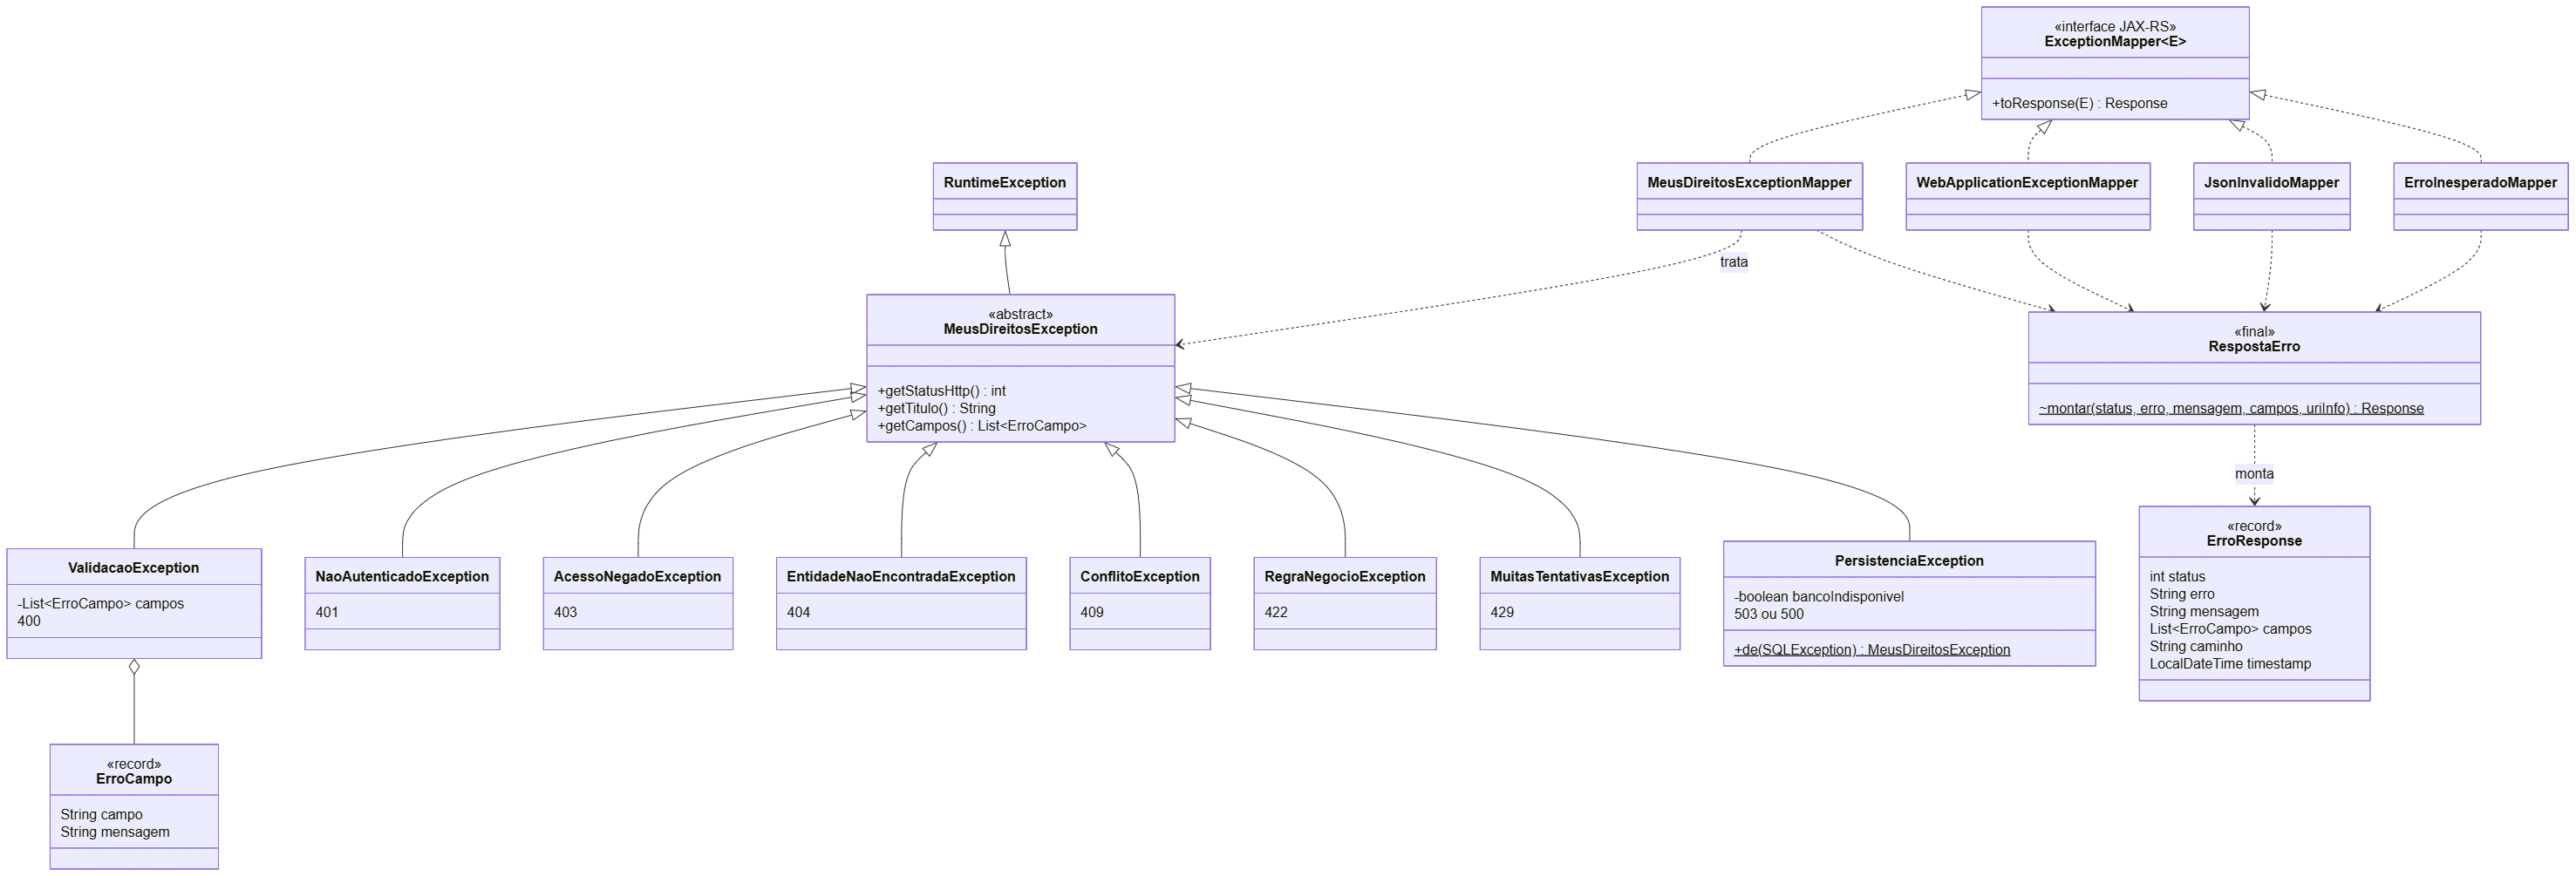 «interface JAX-RS»
ExceptionMapper<E>
+toResponse(E) : Response
RuntimeException
MeusDireitosExceptionMapper
WebApplicationExceptionMapper
JsonInvalidoMapper
ErroInesperadoMapper
trata
«abstract»
MeusDireitosException
+getStatusHttp() : int
+getTitulo() : String
+getCampos() : List<ErroCampo>
«final»
RespostaErro
~montar(status, erro, mensagem, campos, uriInfo) : Response
monta
ValidacaoException
-List<ErroCampo> campos
400
NaoAutenticadoException
401
AcessoNegadoException
403
EntidadeNaoEncontradaException
404
ConflitoException
409
RegraNegocioException
422
MuitasTentativasException
429
PersistenciaException
-boolean bancoIndisponivel
503 ou 500
+de(SQLException) : MeusDireitosException
«record»
ErroResponse
int status
String erro
String mensagem
List<ErroCampo> campos
String caminho
LocalDateTime timestamp
«record»
ErroCampo
String campo
String mensagem